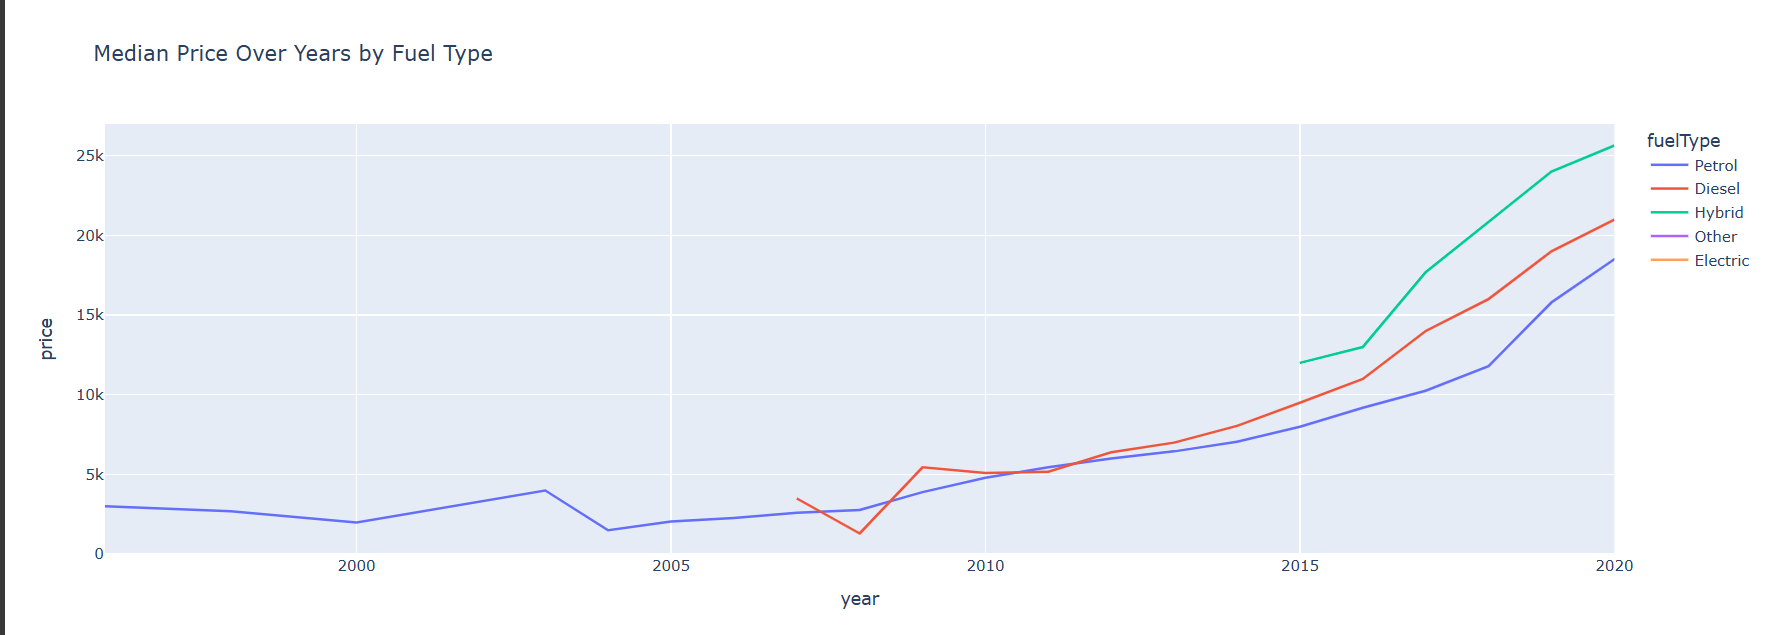 Median Price Over Years by Fuel Type
25k
20k
15k
10k
5k
0
price
2000
2005
2010
2015
2020
year
fuelType
Petrol
Diesel
Hybrid
Other
Electric